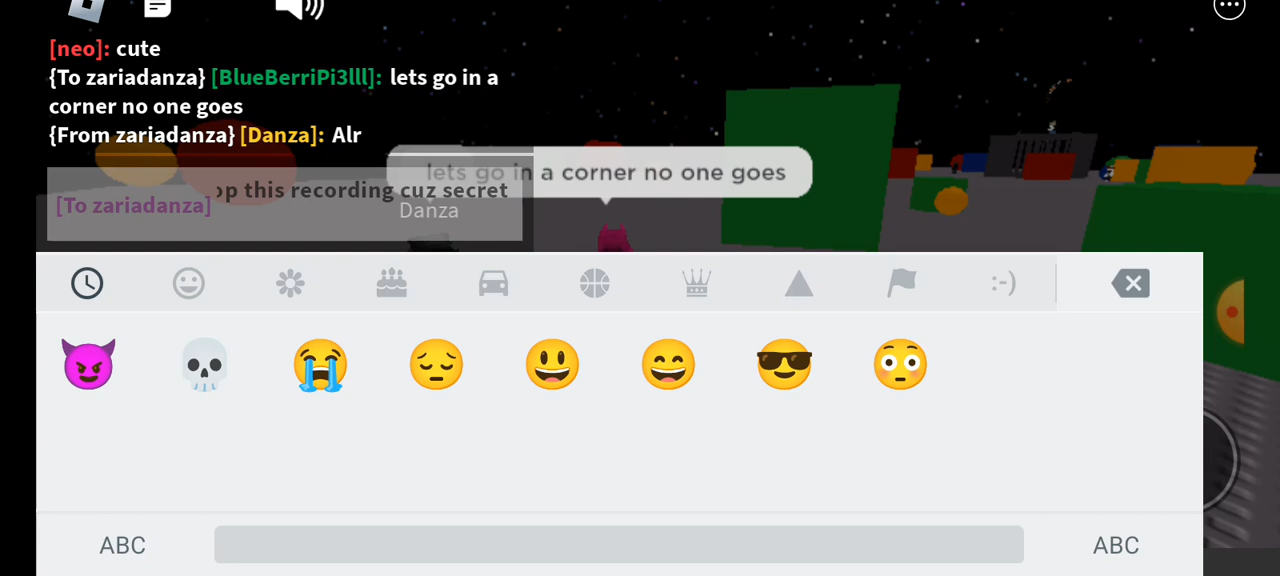 [neo]: cute
{To zariadanza} [BlueBerriPi3lll]: lets go in a
corner no one goes
{From zariadanza} [Danza]: Alr
lets go in a corner no one goes
op this recording cuz secret
[To zariadanza]
Danza
:-)
ABC
ABC